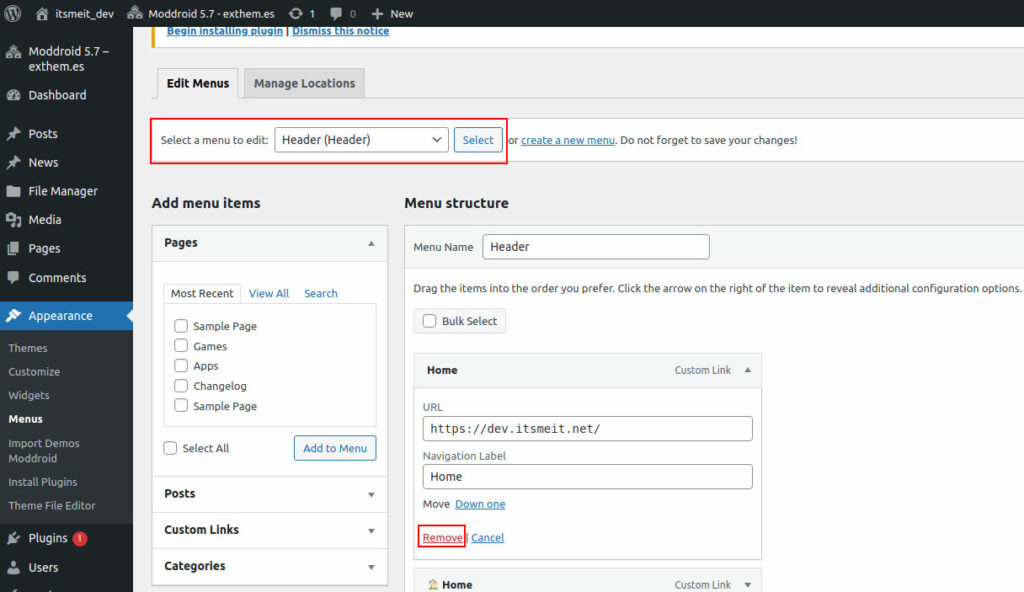 itsmeit_dev Moddroid 5.7 - exthem.es 1 0 New
Begin installing plugin | Dismiss this notice
Moddroid 5.7 –
exthem.es
Dashboard
Posts
News
File Manager
Media
Pages
Comments
Appearance
Themes
Customize
Widgets
Menus
Import Demos
Moddroid
Install Plugins
Theme File Editor
Plugins 1
Users
Edit Menus Manage Locations
Select a menu to edit: Header (Header) Select or create a new menu. Do not forget to save your changes!
Add menu items
Pages
Most Recent View All Search
Sample Page
Games
Apps
Changelog
Sample Page
Select All Add to Menu
Posts
Custom Links
Categories
Menu structure
Menu Name Header
Drag the items into the order you prefer. Click the arrow on the right of the item to reveal additional configuration options.
Bulk Select
Home Custom Link
URL
https://dev.itsmeit.net/
Navigation Label
Home
Move Down one
Remove | Cancel
Home Custom Link